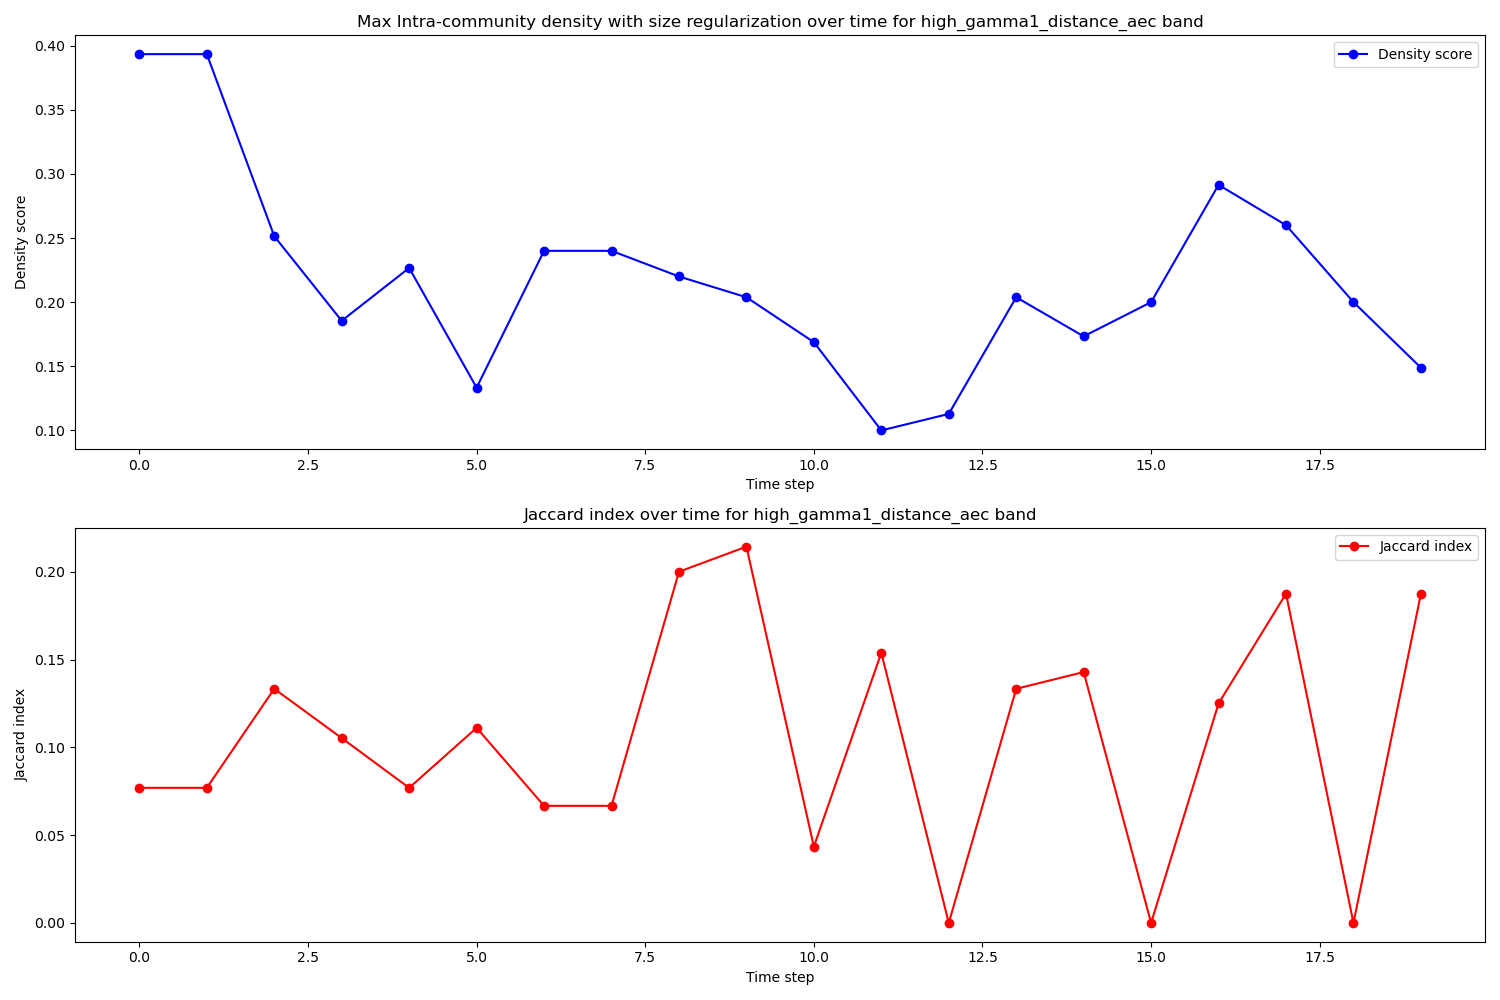 Max Intra-community density with size regularization over time for high_gamma1_distance_aec band
Density score
0.40
0.35
0.30
0.25
0.20
0.15
0.10
Density score
0.0 2.5 5.0 7.5 10.0 12.5 15.0 17.5
Time step
Jaccard index over time for high_gamma1_distance_aec band
Jaccard index
0.20
0.15
0.10
0.05
0.00
Jaccard index
0.0 2.5 5.0 7.5 10.0 12.5 15.0 17.5
Time step